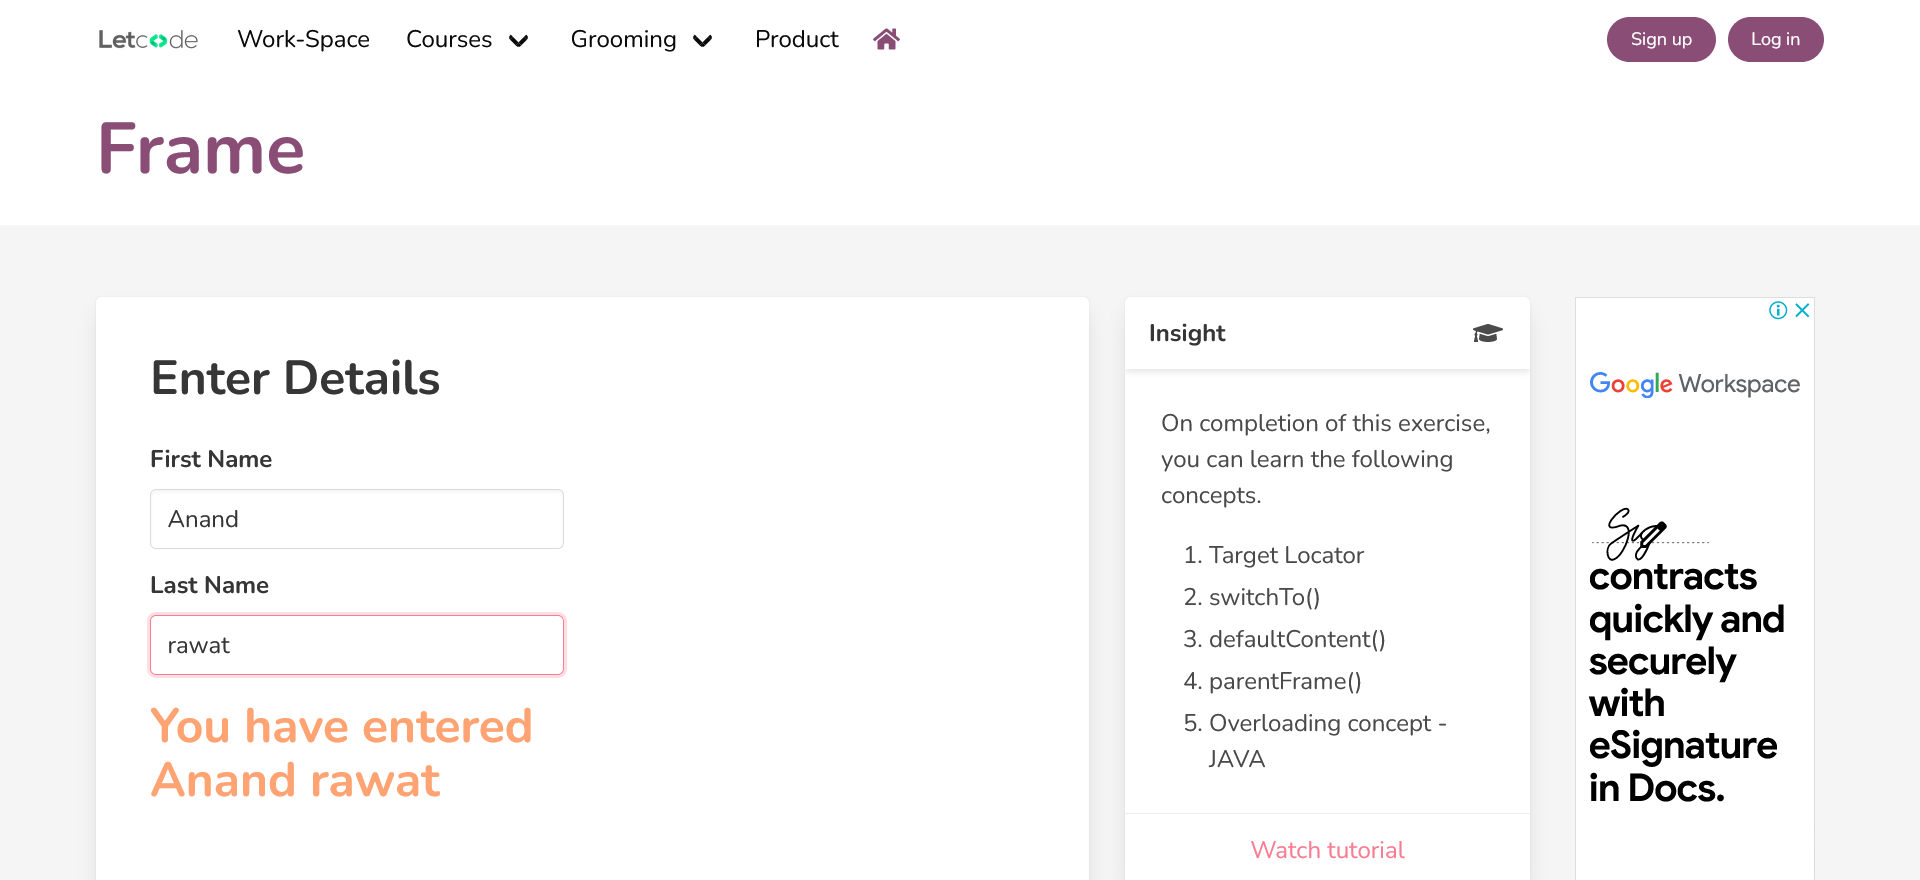 Letcode Work-Space Courses Grooming Product Sign up Log in
Frame
Enter Details
First Name
Anand
Last Name
rawat
You have entered
Anand rawat
Insight
On completion of this exercise,
you can learn the following
concepts.
1. Target Locator
2. switchTo()
3. defaultContent()
4. parentFrame()
5. Overloading concept -
JAVA
Watch tutorial
Google Workspace
Sign
contracts
quickly and
securely
with
eSignature
in Docs.